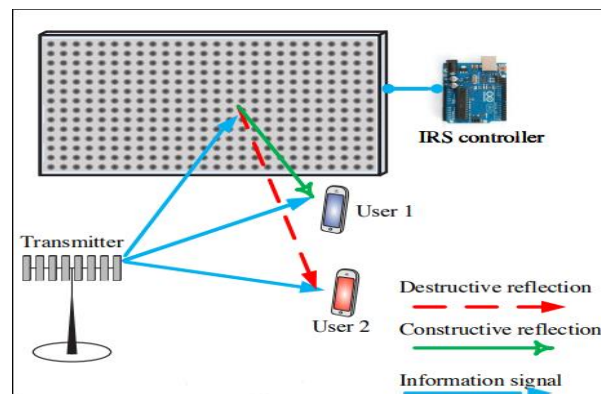 IRS controller
User 1
Transmitter
User 2
Destructive reflection
Constructive reflection
Information signal